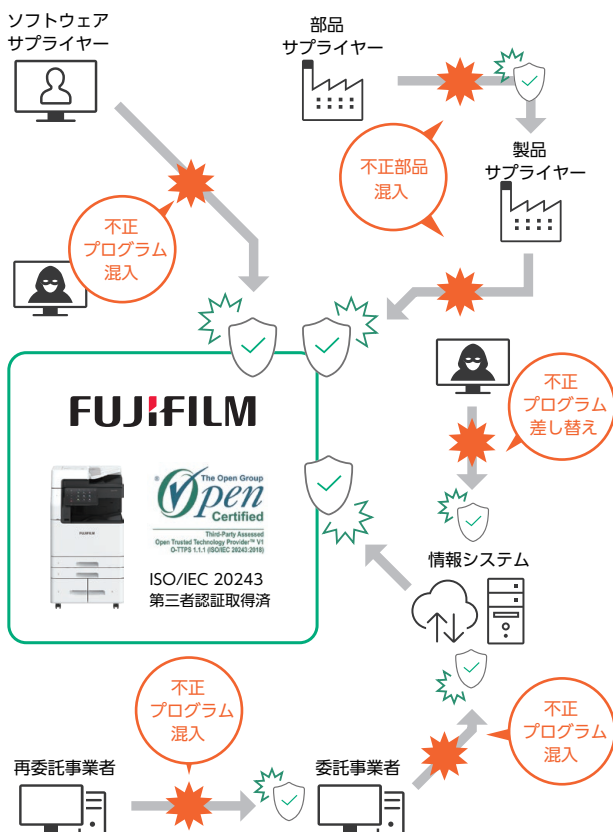 ソフトウェア
サプライヤー
部品
サプライヤー
不正部品
混入
製品
サプライヤー
不正
プログラム
混入
不正
プログラム
差し替え
FUJIFILM
The Open Group
Open
Certified
Third-Party Assessed
Open Trusted Technology Provider™ V1
O-TTPS 1.1.1 (ISO/IEC 20243:2018)
ISO/IEC 20243
第三者認証取得済
FUJIFILM
情報システム
不正
プログラム
混入
不正
プログラム
混入
再委託事業者
委託事業者